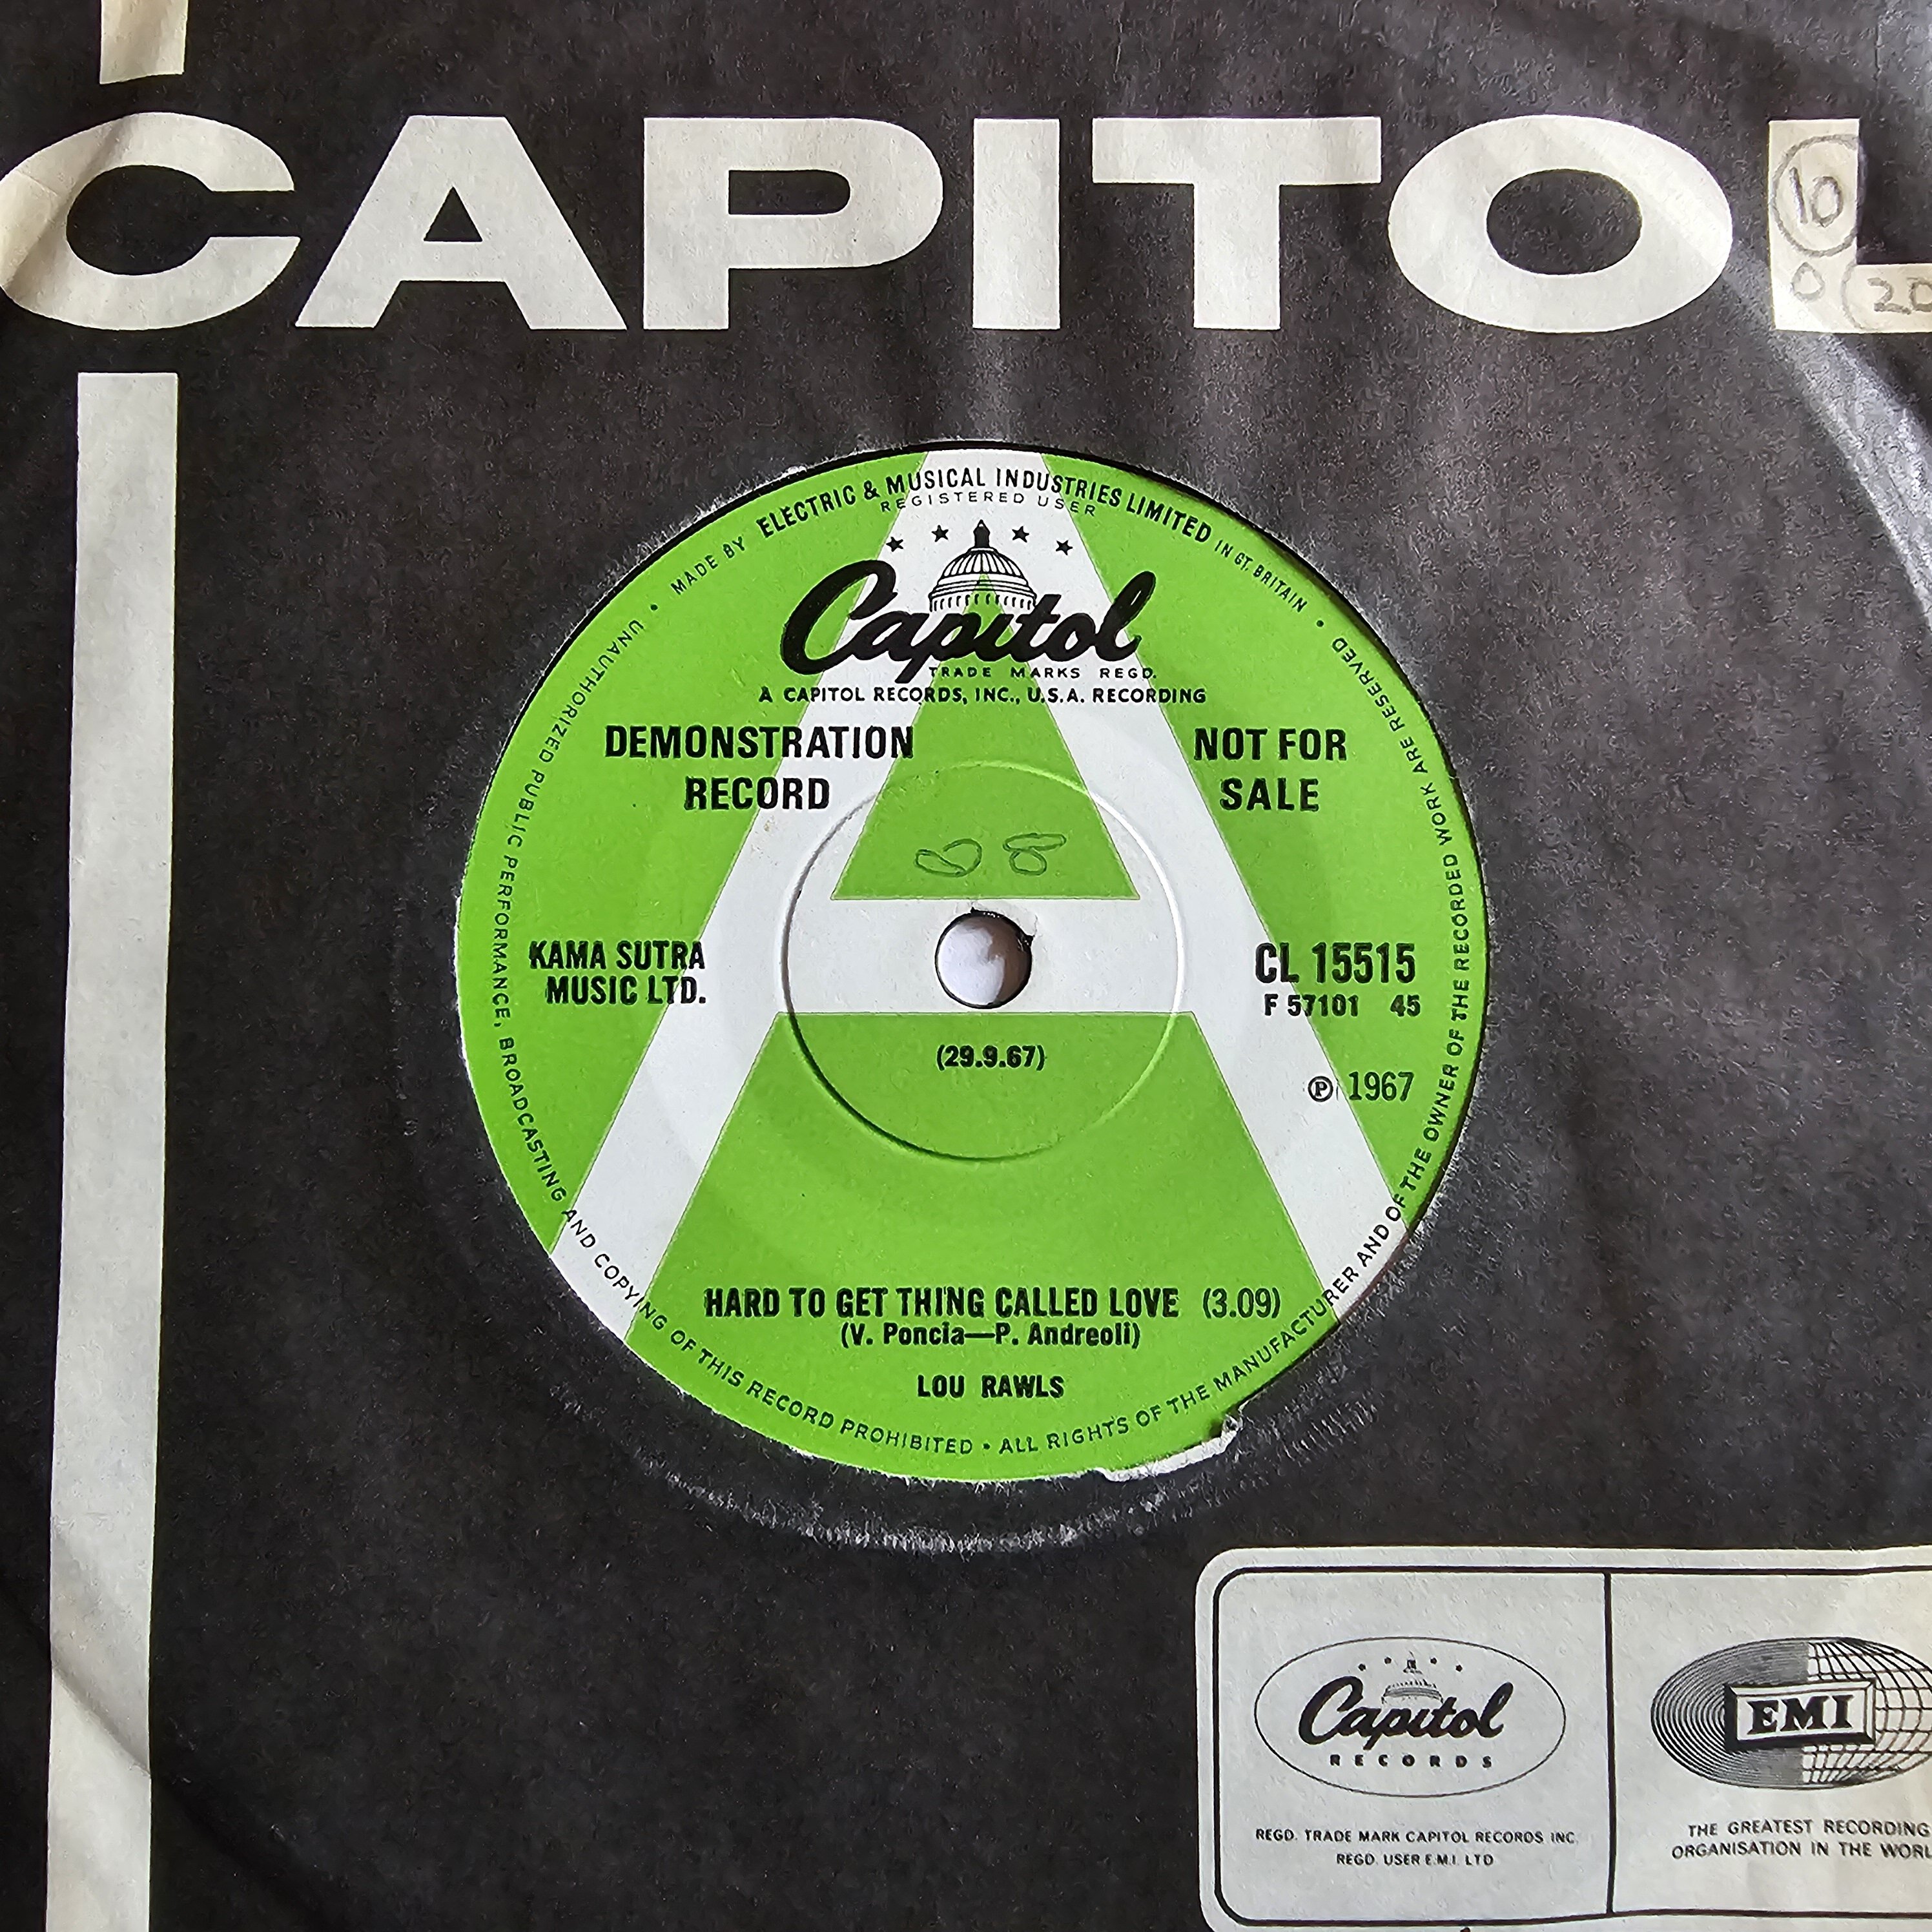 CAPITOL
10
0 20
MADE BY ELECTRIC & MUSICAL INDUSTRIES LIMITED IN GT. BRITAIN
REGISTERED USER
Capitol
TRADE MARKS REGD.
A CAPITOL RECORDS, INC., U.S.A. RECORDING
DEMONSTRATION
RECORD
NOT FOR
SALE
KAMA SUTRA
MUSIC LTD.
CL 15515
F 57101 45
(29.9.67)
℗ 1967
HARD TO GET THING CALLED LOVE (3.09)
(V. Poncia—P. Andreoli)
LOU RAWLS
UNAUTHORIZED PUBLIC PERFORMANCE, BROADCASTING AND COPYING OF THIS RECORD PROHIBITED • ALL RIGHTS OF THE MANUFACTURER AND OF THE OWNER OF THE RECORDED WORK ARE RESERVED
Capitol
RECORDS
REGD. TRADE MARK CAPITOL RECORDS INC.
REGD. USER E.M.I. LTD
EMI
THE GREATEST RECORDING
ORGANISATION IN THE WORL